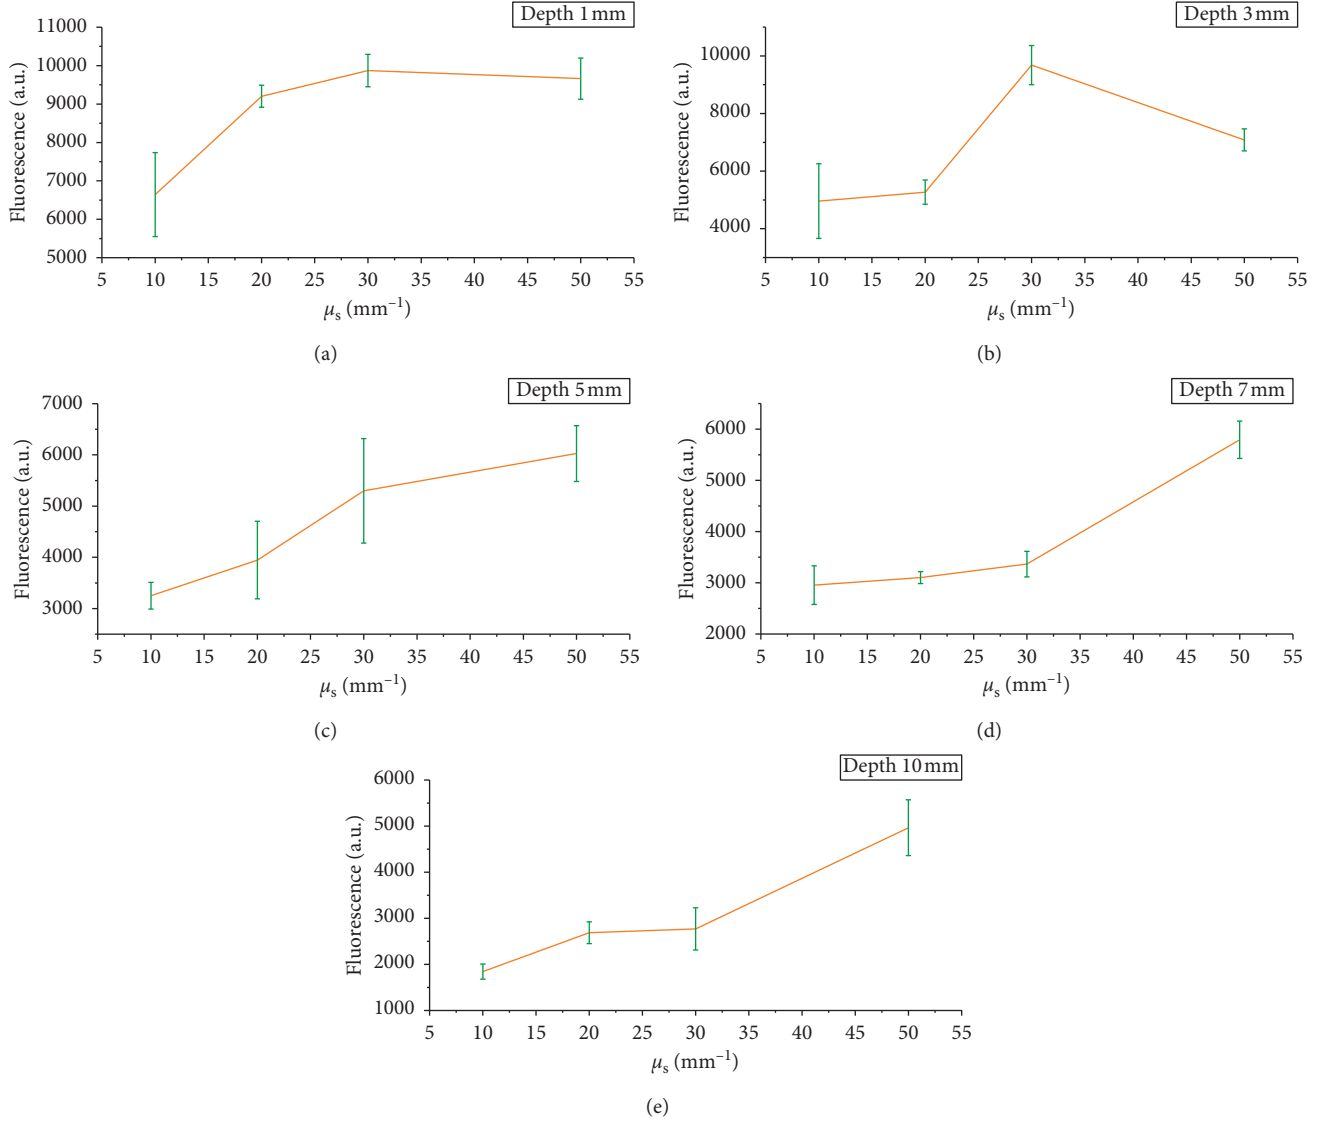 Depth 1 mm
Fluorescence (a.u.)
11000
10000
9000
8000
7000
6000
5000
5 10 15 20 25 30 35 40 45 50 55
μs (mm–1)
(a)
Depth 3 mm
Fluorescence (a.u.)
10000
8000
6000
4000
5 10 15 20 25 30 35 40 45 50 55
μs (mm–1)
(b)
Depth 5 mm
Fluorescence (a.u.)
7000
6000
5000
4000
3000
5 10 15 20 25 30 35 40 45 50 55
μs (mm–1)
(c)
Depth 7 mm
Fluorescence (a.u.)
6000
5000
4000
3000
2000
5 10 15 20 25 30 35 40 45 50 55
μs (mm–1)
(d)
Depth 10 mm
Fluorescence (a.u.)
6000
5000
4000
3000
2000
1000
5 10 15 20 25 30 35 40 45 50 55
μs (mm–1)
(e)